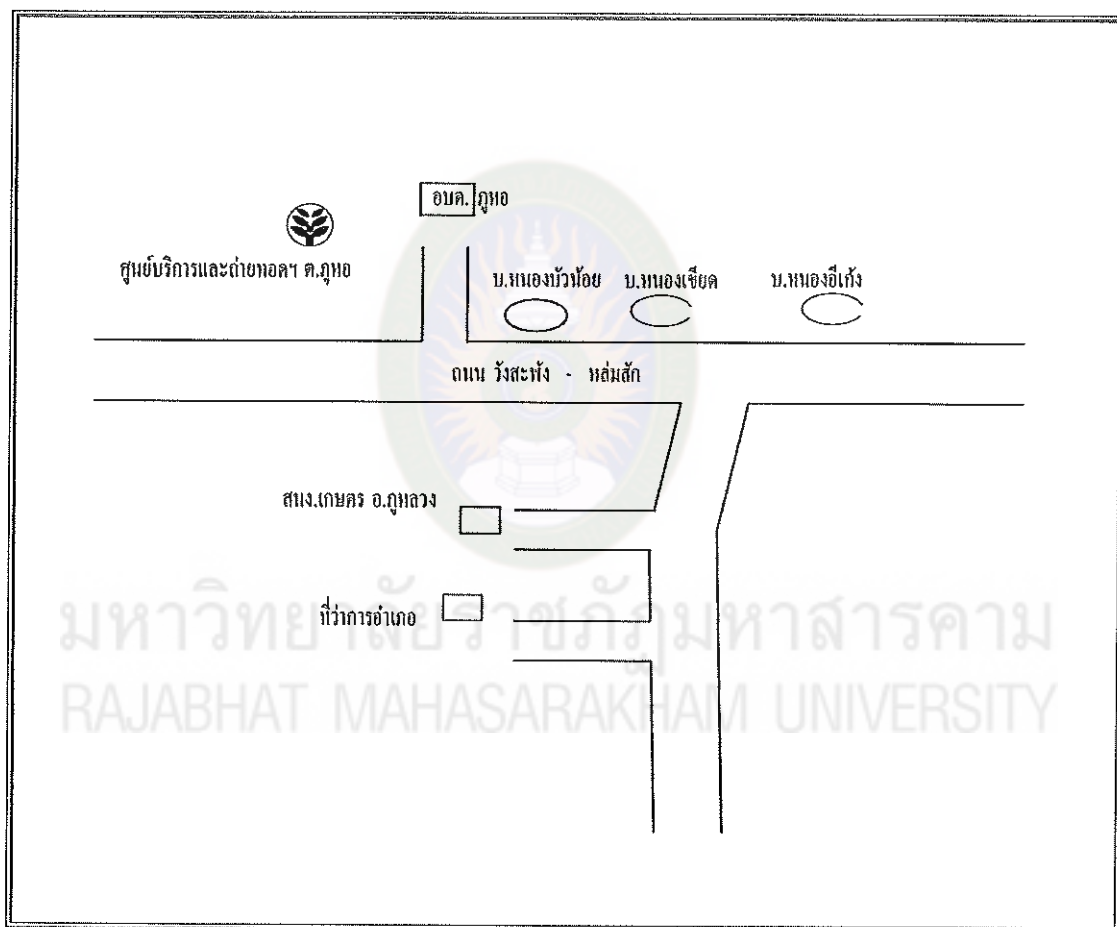 อบต. ภูหอ
ศูนย์บริการและถ่ายทอดฯ ต.ภูหอ
บ.หนองบัวน้อย บ.หนองเขียด บ.หนองอีเก้ง
ถนน วังสะพุง - หล่มสัก
สนง.เกษตร อ.ภูหลวง
ที่ว่าการอำเภอ
มหาวิทยาลัยราชภัฏมหาสารคาม
RAJABHAT MAHASARAKHAM UNIVERSITY